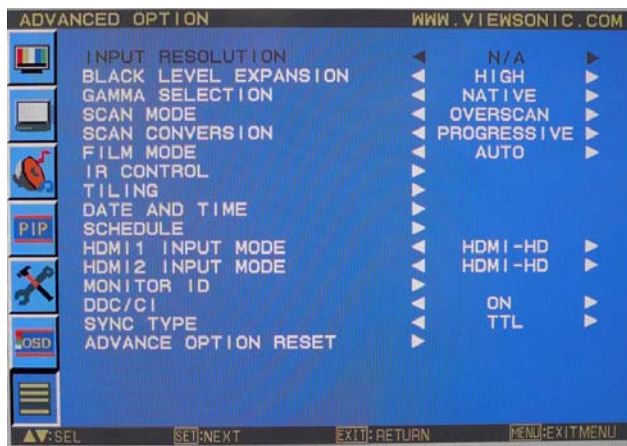 ADVANCED OPTION WWW.VIEWSONIC.COM
INPUT RESOLUTION N/A
BLACK LEVEL EXPANSION HIGH
GAMMA SELECTION NATIVE
SCAN MODE OVERSCAN
SCAN CONVERSION PROGRESSIVE
FILM MODE AUTO
IR CONTROL
TILING
DATE AND TIME
PIP SCHEDULE
HDMI1 INPUT MODE HDMI-HD
HDMI2 INPUT MODE HDMI-HD
MONITOR ID
DDC/CI ON
SYNC TYPE TTL
OSD ADVANCE OPTION RESET
▲▼:SEL SET:NEXT EXIT:RETURN MENU:EXITMENU